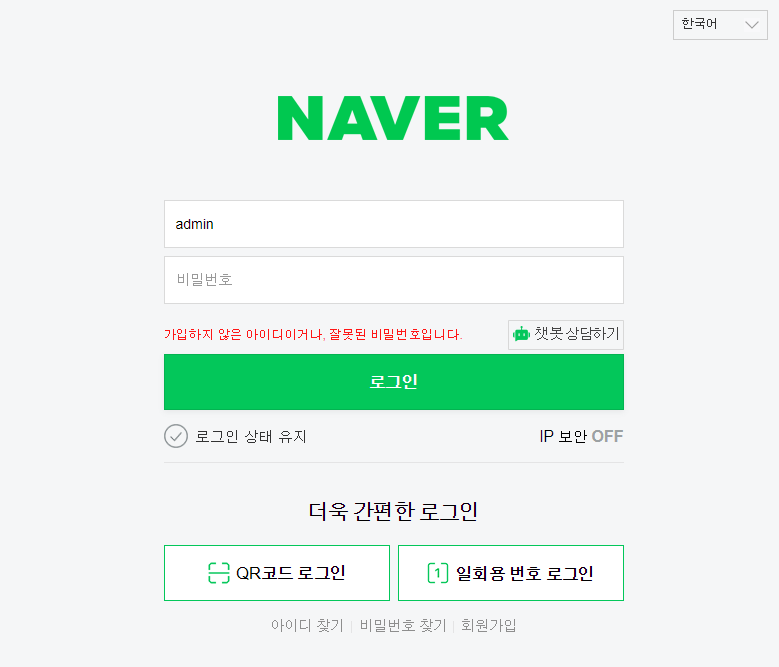 한국어
NAVER
admin
비밀번호
가입하지 않은 아이디이거나, 잘못된 비밀번호입니다.
챗봇 상담하기
로그인
로그인 상태 유지
IP 보안 OFF
더욱 간편한 로그인
QR코드 로그인
1 일회용 번호 로그인
아이디 찾기 | 비밀번호 찾기 | 회원가입